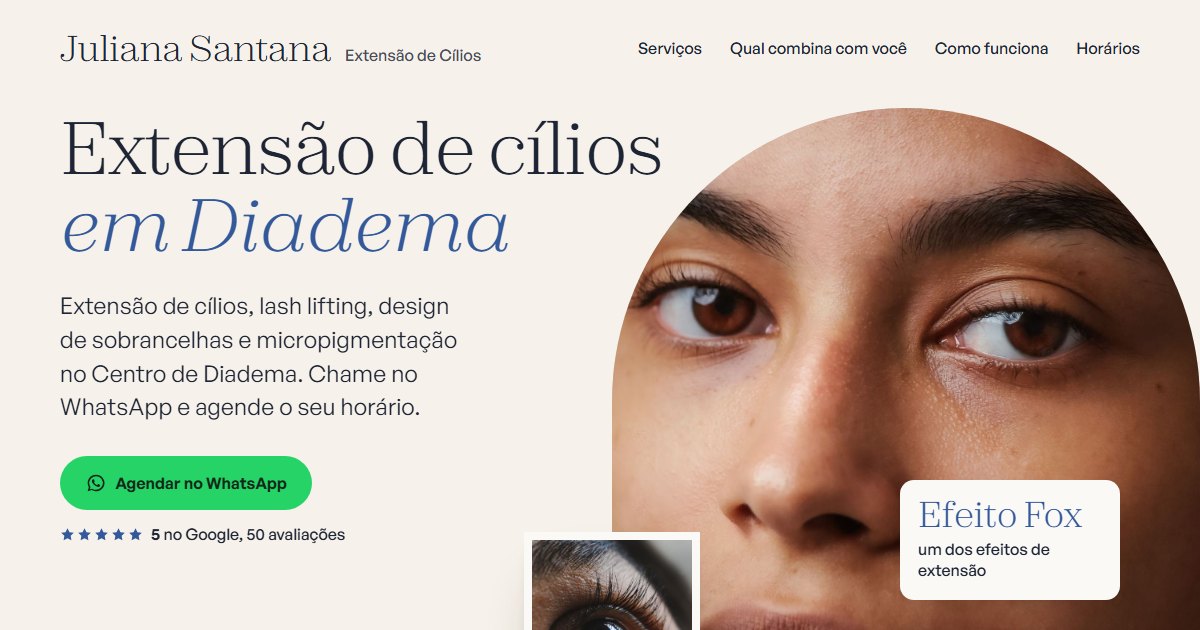 Juliana Santana Extensão de Cílios
Serviços Qual combina com você Como funciona Horários
Extensão de cílios
em Diadema
Extensão de cílios, lash lifting, design
de sobrancelhas e micropigmentação
no Centro de Diadema. Chame no
WhatsApp e agende o seu horário.
Agendar no WhatsApp
5 no Google, 50 avaliações
Efeito Fox
um dos efeitos de
extensão